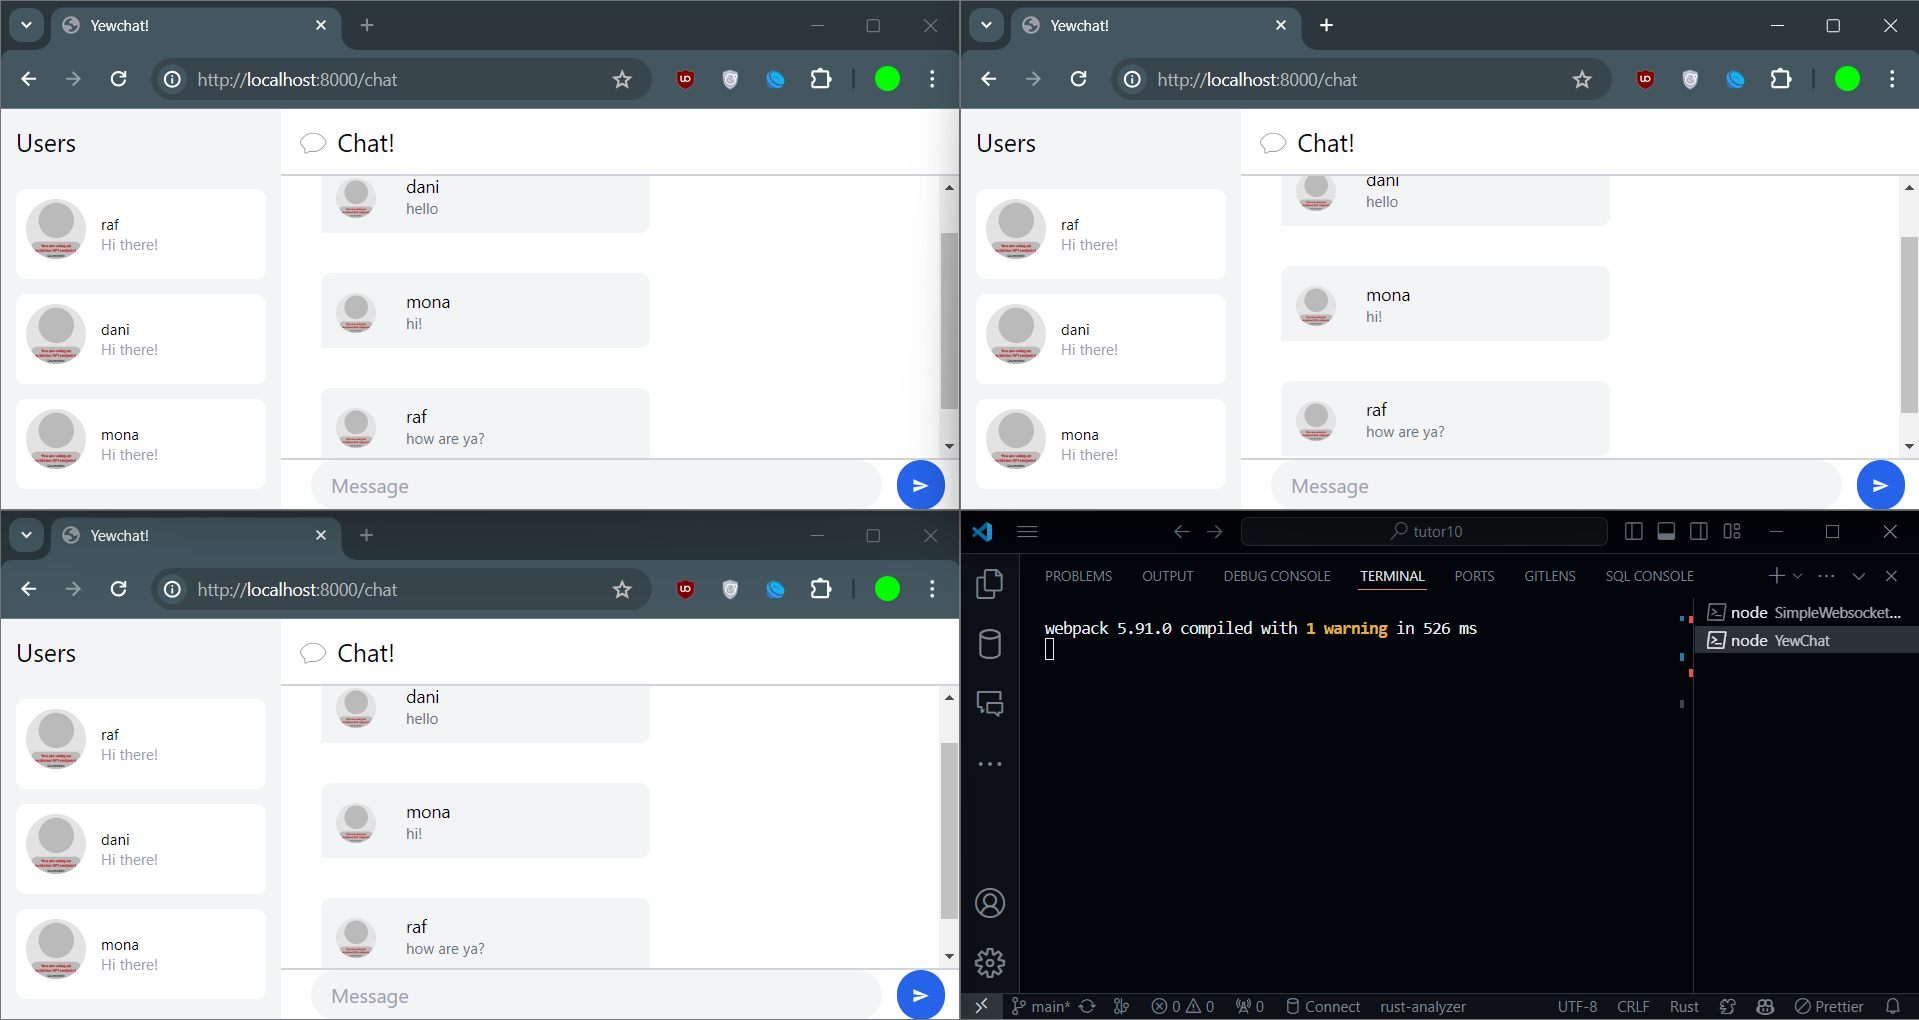 Yewchat!
http://localhost:8000/chat
Users
Chat!
raf
Hi there!
dani
Hi there!
mona
Hi there!
dani
hello
mona
hi!
raf
how are ya?
Message
Yewchat!
http://localhost:8000/chat
Users
Chat!
raf
Hi there!
dani
Hi there!
mona
Hi there!
dani
hello
mona
hi!
raf
how are ya?
Message
Yewchat!
http://localhost:8000/chat
Users
Chat!
raf
Hi there!
dani
Hi there!
mona
Hi there!
dani
hello
mona
hi!
raf
how are ya?
Message
tutor10
PROBLEMS OUTPUT DEBUG CONSOLE TERMINAL PORTS GITLENS SQL CONSOLE
webpack 5.91.0 compiled with 1 warning in 526 ms
node SimpleWebsocket...
node YewChat
main* 0 0 0 Connect rust-analyzer UTF-8 CRLF Rust Prettier